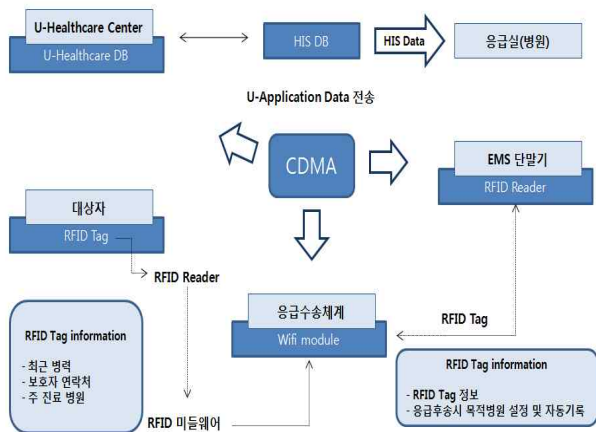 U-Healthcare Center
U-Healthcare DB
HIS DB
HIS Data
응급실(병원)
U-Application Data 전송
CDMA
EMS 단말기
RFID Reader
대상자
RFID Tag
RFID Reader
응급수송체계
Wifi module
RFID Tag
RFID Tag information
- 최근 병력
- 보호자 연락처
- 주 진료 병원
RFID Tag information
- RFID Tag 정보
- 응급후송시 목적병원 설정 및 자동기록
RFID 미들웨어